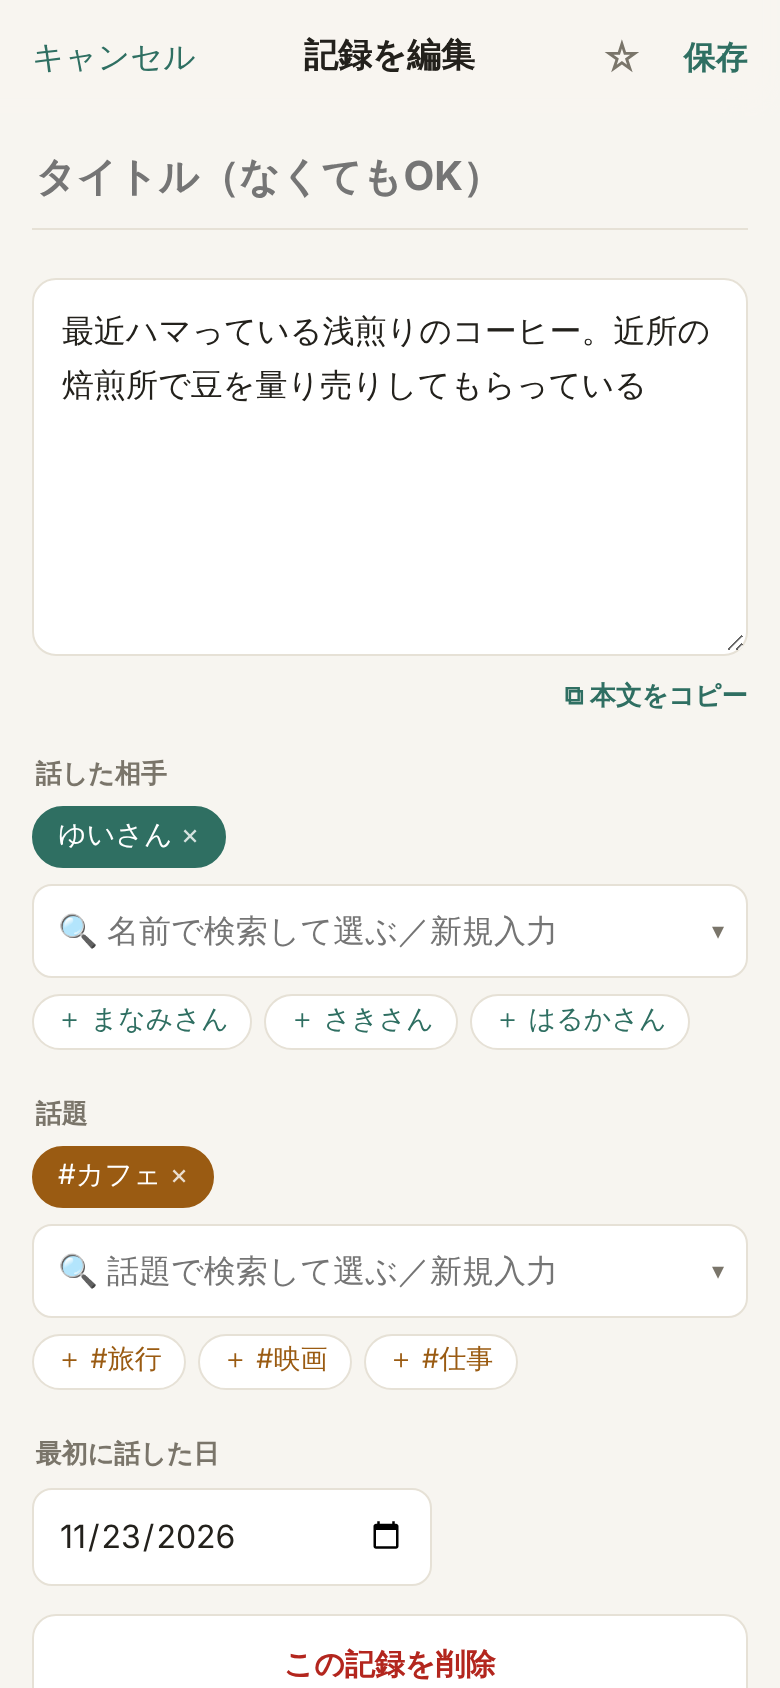 キャンセル 記録を編集 ☆ 保存
タイトル（なくてもOK）
最近ハマっている浅煎りのコーヒー。近所の
焙煎所で豆を量り売りしてもらっている
⧉ 本文をコピー
話した相手
ゆいさん ×
🔍 名前で検索して選ぶ／新規入力 ▾
＋ まなみさん ＋ さきさん ＋ はるかさん
話題
#カフェ ×
🔍 話題で検索して選ぶ／新規入力 ▾
＋ #旅行 ＋ #映画 ＋ #仕事
最初に話した日
11/23/2026
この記録を削除